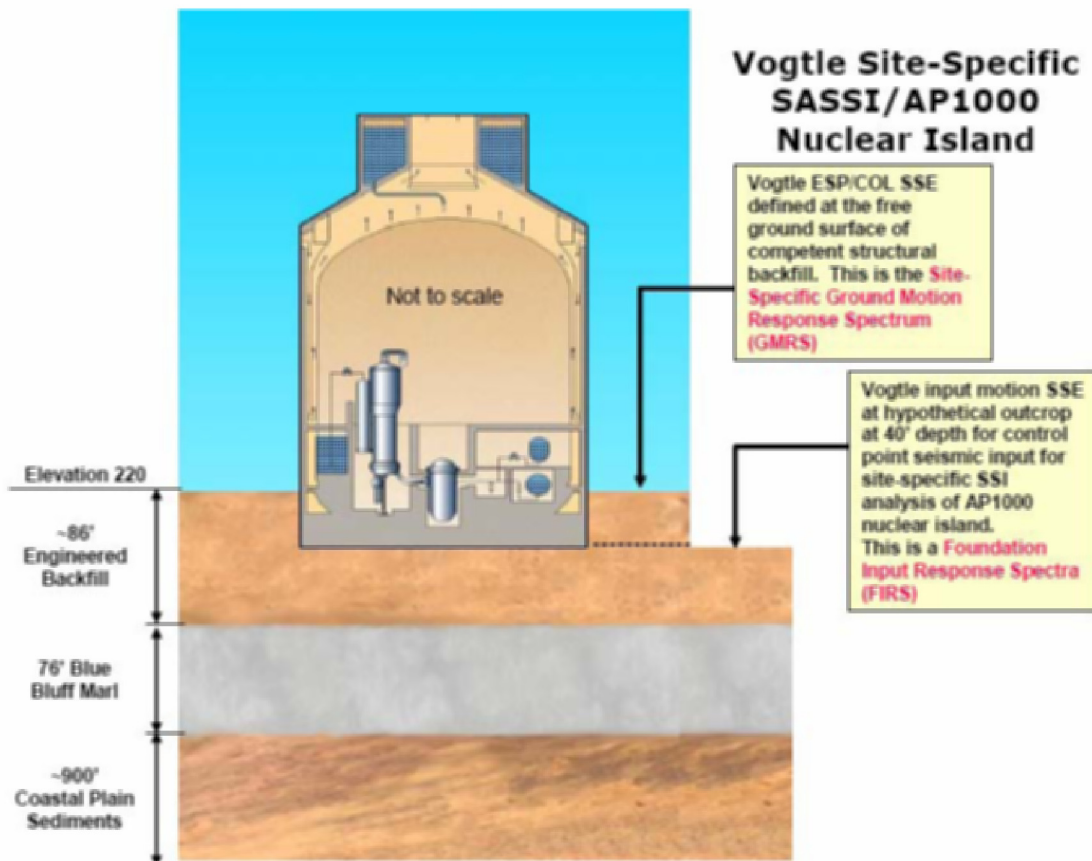 Vogtle Site-Specific
SASSI/AP1000
Nuclear Island
Vogtle ESP/COL SSE
defined at the free
ground surface of
competent structural
backfill. This is the Site-
Specific Ground Motion
Response Spectrum
(GMRS)
Not to scale
Vogtle input motion SSE
at hypothetical outcrop
at 40' depth for control
point seismic input for
site-specific SSI
analysis of AP1000
nuclear island.
This is a Foundation
Input Response Spectra
(FIRS)
Elevation 220
~86'
Engineered
Backfill
76' Blue
Bluff Marl
~900'
Coastal Plain
Sediments